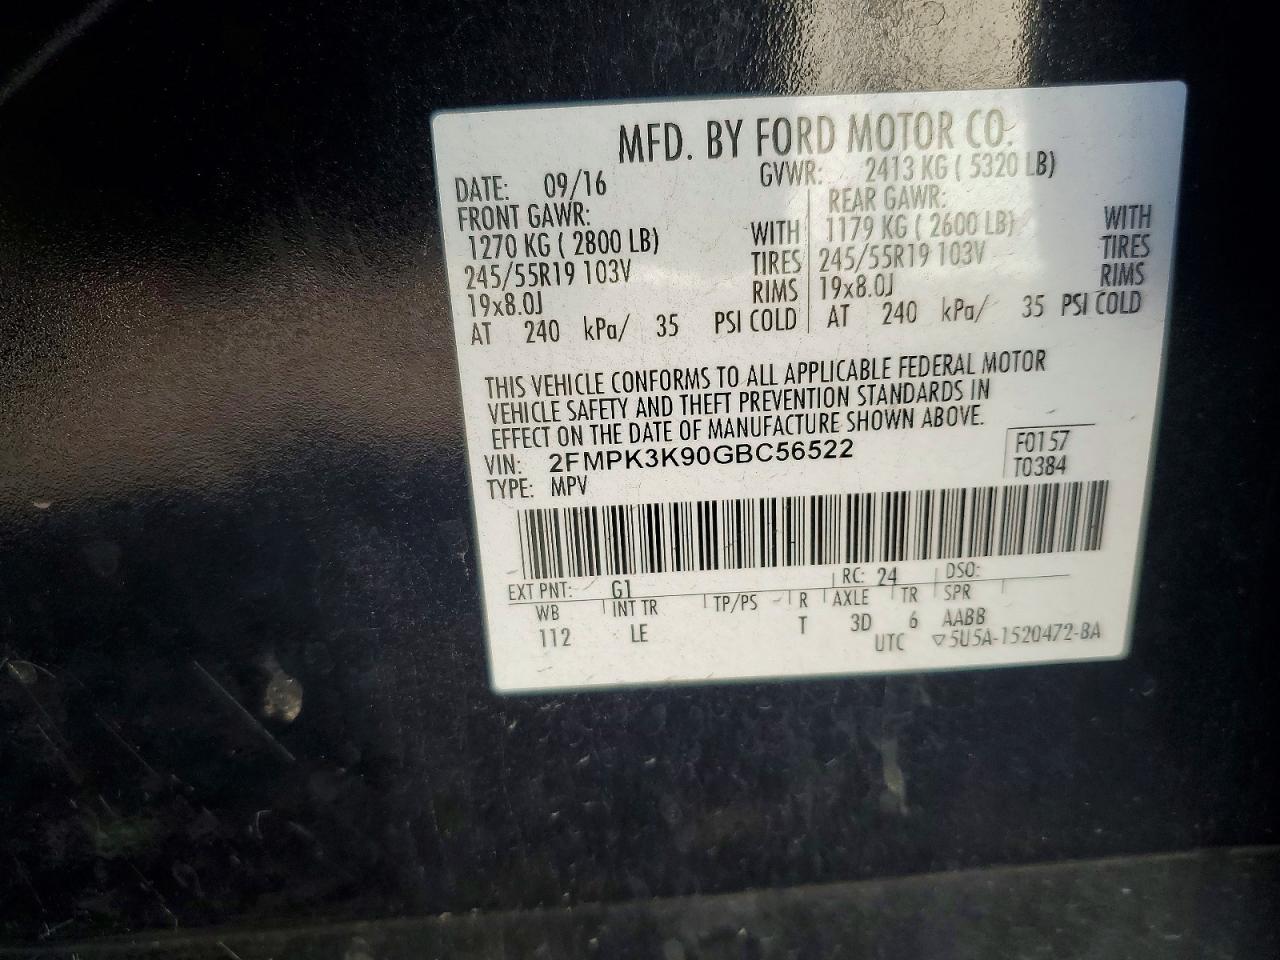 MFD. BY FORD MOTOR CO.
DATE: 09/16 GVWR: 2413 KG ( 5320 LB)
FRONT GAWR: REAR GAWR:
1270 KG ( 2800 LB) WITH 1179 KG ( 2600 LB) WITH
245/55R19 103V TIRES 245/55R19 103V TIRES
19x8.0J RIMS 19x8.0J RIMS
AT 240 kPa/ 35 PSI COLD AT 240 kPa/ 35 PSI COLD
THIS VEHICLE CONFORMS TO ALL APPLICABLE FEDERAL MOTOR
VEHICLE SAFETY AND THEFT PREVENTION STANDARDS IN
EFFECT ON THE DATE OF MANUFACTURE SHOWN ABOVE.
VIN: 2FMPK3K90GBC56522 F0157
TYPE: MPV T0384
EXT PNT: G1 RC: 24 DSO:
WB INT TR TP/PS R AXLE TR SPR
112 LE T 3D 6 AABB
UTC ▽5U5A-1520472-BA